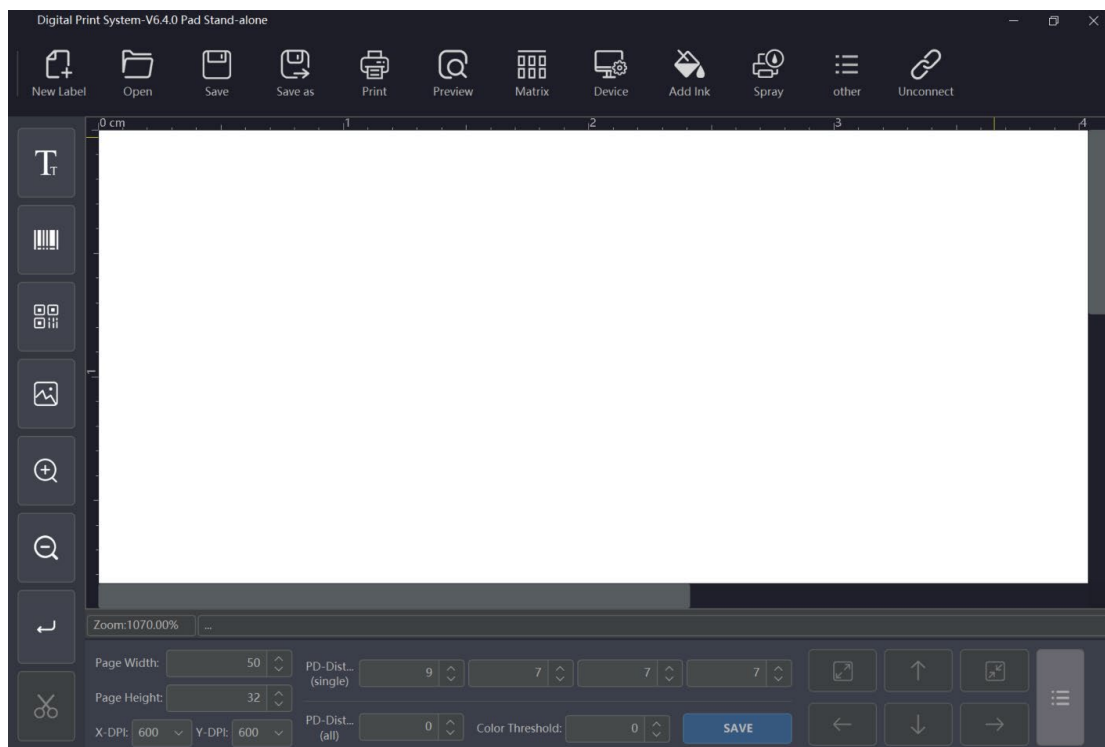 Digital Print System-V6.4.0 Pad Stand-alone
New Label Open Save Save as Print Preview Matrix Device Add Ink Spray other Unconnect
0 cm 1 2 3 4
T T
1
Zoom:1070.00% ...
Page Width: 50 PD-Dist... (single) 9 7 7 7
Page Height: 32
X-DPI: 600 Y-DPI: 600 PD-Dist... (all) 0 Color Threshold: 0 SAVE